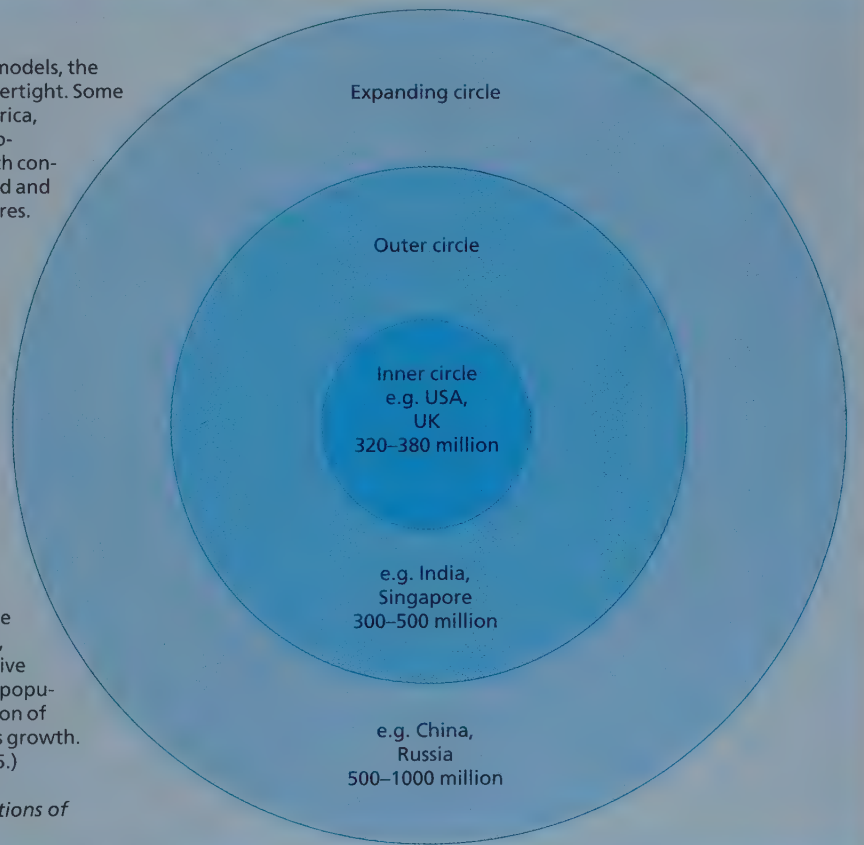 models, the
ertight. Some
rica,
o-
h con-
d and
res.
Expanding circle
Outer circle
Inner circle
e.g. USA,
UK
320–380 million
e.g. India,
Singapore
300–500 million
e.g. China,
Russia
500–1000 million
e
,
ive
popu-
on of
s growth.
5.)
tions of